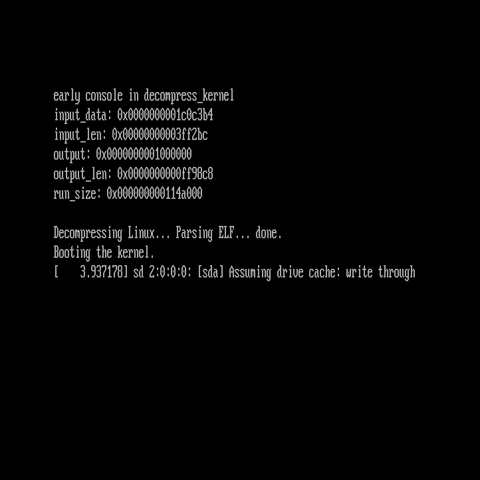 early console in decompress_kernel
input_data: 0x0000000001c0c3b4
input_len: 0x00000000003ff2bc
output: 0x0000000001000000
output_len: 0x0000000000ff98c8
run_size: 0x000000000114a000
Decompressing Linux... Parsing ELF... done.
Booting the kernel.
[    3.937178] sd 2:0:0:0: [sda] Assuming drive cache: write through